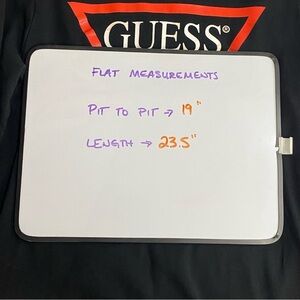 GUESS®
FLAT MEASUREMENTS
PIT TO PIT → 19"
LENGTH → 23.5"